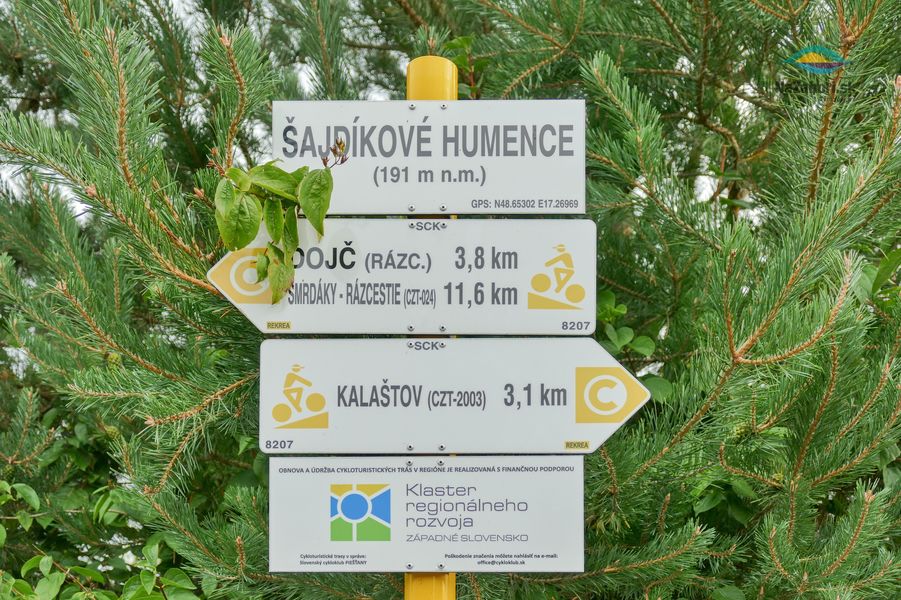 Nazahori.sk
ŠAJDÍKOVÉ HUMENCE
(191 m n.m.)
GPS: N48.65302 E17.26969
SCK
C DOJČ (RÁZC.) 3,8 km
SMRDÁKY - RÁZCESTIE (CZT-024) 11,6 km
REKREA 8207
SCK
KALAŠTOV (CZT-2003) 3,1 km C
8207 REKREA
OBNOVA A ÚDRŽBA CYKLOTURISTICKÝCH TRÁS V REGIÓNE JE REALIZOVANÁ S FINANČNOU PODPOROU
Klaster
regionálneho
rozvoja
ZÁPADNÉ SLOVENSKO
Cykloturistické trasy v správe: Poškodenie značenia môžete nahlásiť na e-mail:
Slovenský cykloklub PIEŠŤANY office@cykloklub.sk